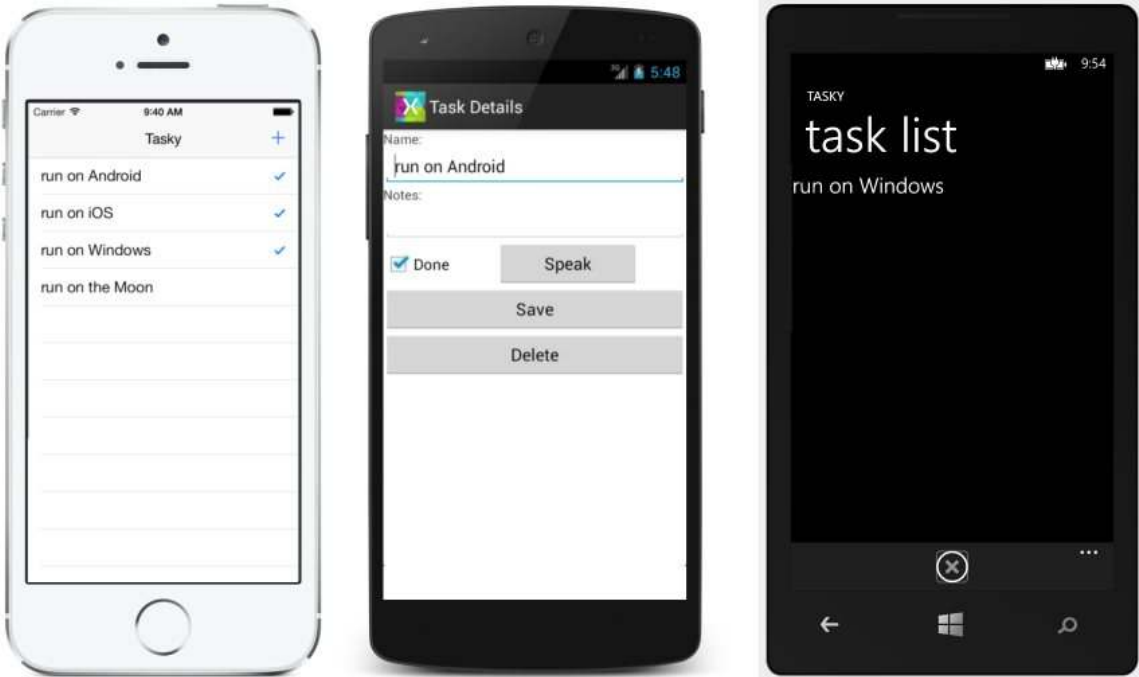 Carrier 9:40 AM
Tasky +
run on Android
run on iOS
run on Windows
run on the Moon
3G 5:48
Task Details
Name:
run on Android
Notes:
Done Speak
Save
Delete
9:54
TASKY
task list
run on Windows
...